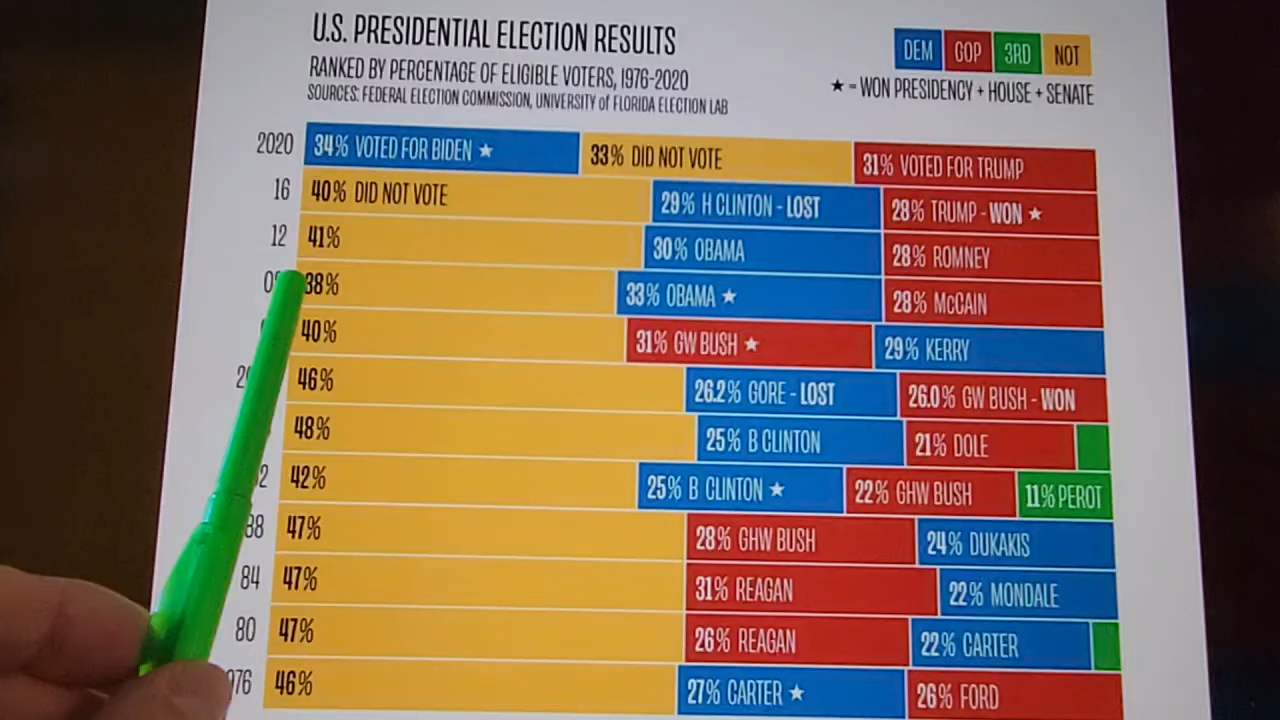 U.S. PRESIDENTIAL ELECTION RESULTS
RANKED BY PERCENTAGE OF ELIGIBLE VOTERS, 1976-2020
SOURCES: FEDERAL ELECTION COMMISSION, UNIVERSITY of FLORIDA ELECTION LAB
DEM GOP 3RD NOT
★ = WON PRESIDENCY + HOUSE + SENATE
2020 34% VOTED FOR BIDEN ★ 33% DID NOT VOTE 31% VOTED FOR TRUMP
16 40% DID NOT VOTE 29% H CLINTON - LOST 28% TRUMP - WON ★
12 41% 30% OBAMA 28% ROMNEY
38% 33% OBAMA ★ 28% McCAIN
40% 31% GW BUSH ★ 29% KERRY
46% 26.2% GORE - LOST 26.0% GW BUSH - WON
48% 25% B CLINTON 21% DOLE
42% 25% B CLINTON ★ 22% GHW BUSH 11% PEROT
88 47% 28% GHW BUSH 24% DUKAKIS
84 47% 31% REAGAN 22% MONDALE
80 47% 26% REAGAN 22% CARTER
46% 27% CARTER ★ 26% FORD